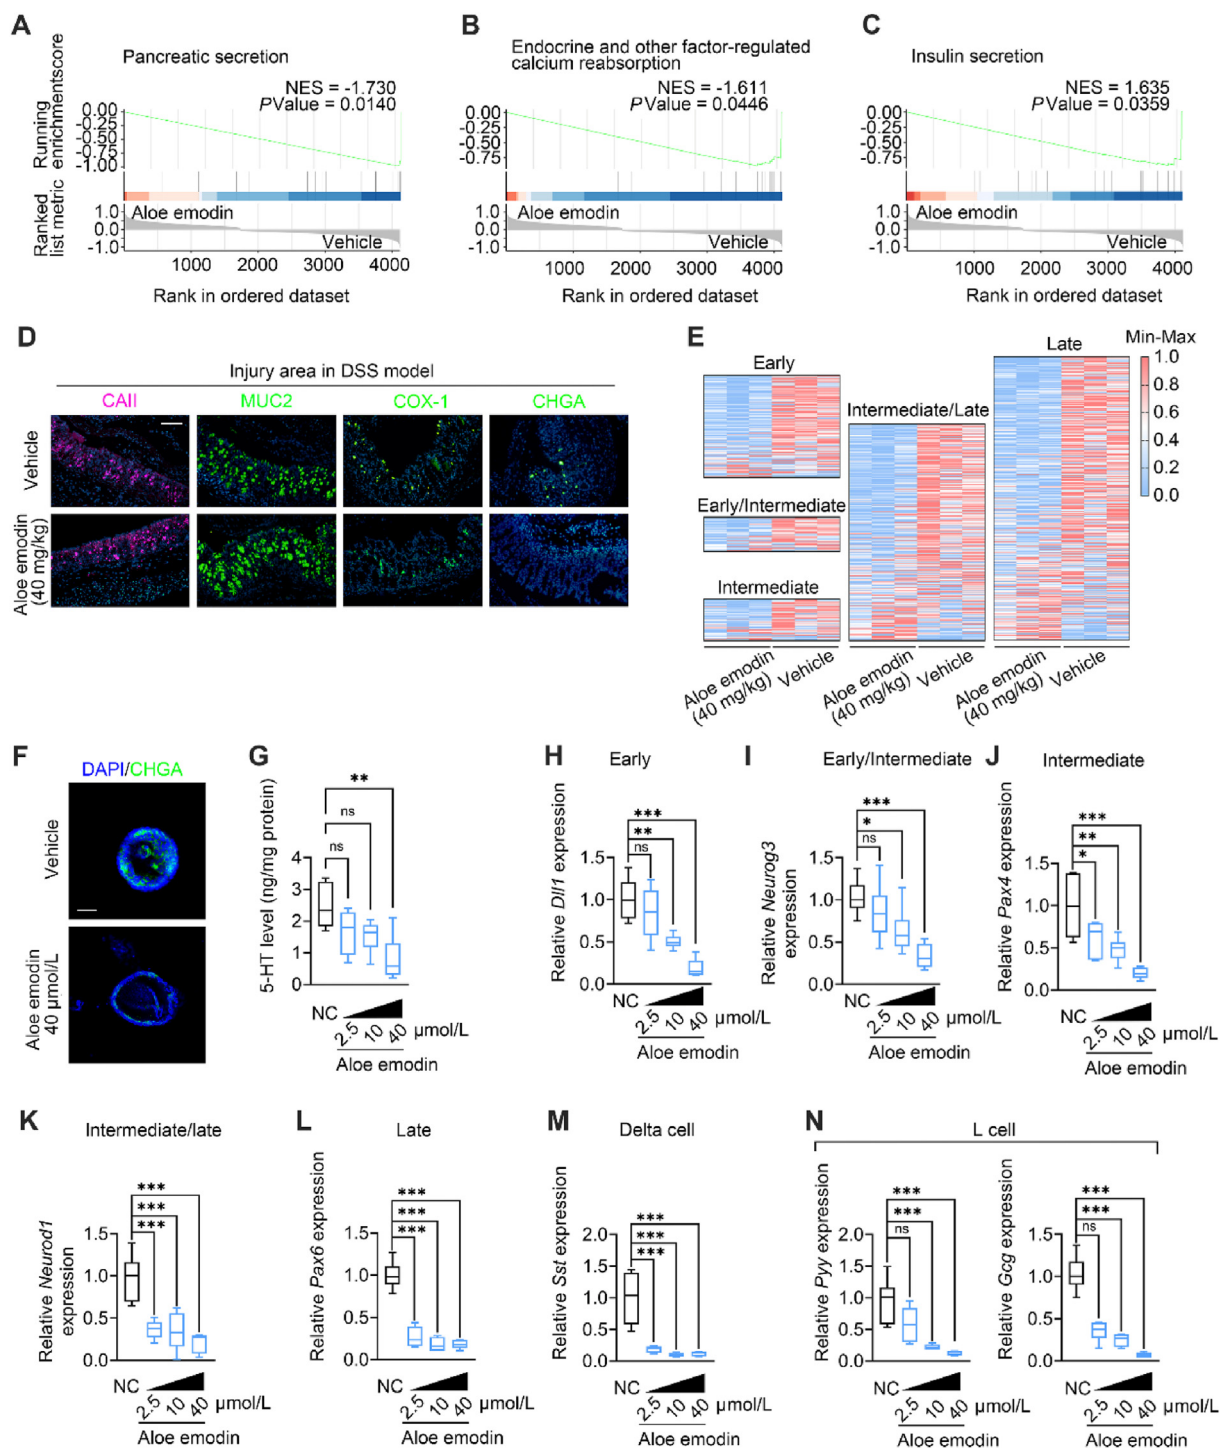 A
Pancreatic secretion
NES = -1.730
PValue = 0.0140
Running
enrichmentscore
0.00
-0.25
-0.50
-0.75
-1.00
Ranked
list metric
1.0
0.0
-1.0
Aloe emodin
Vehicle
1000 2000 3000 4000
Rank in ordered dataset
B
Endocrine and other factor-regulated
calcium reabsorption
NES = -1.611
PValue = 0.0446
0.00
-0.25
-0.50
-0.75
1.0
0.0
-1.0
Aloe emodin
Vehicle
1000 2000 3000 4000
Rank in ordered dataset
C
Insulin secretion
NES = 1.635
PValue = 0.0359
0.00
-0.25
-0.50
-0.75
1.0
0.0
-1.0
Aloe emodin
Vehicle
1000 2000 3000 4000
Rank in ordered dataset
D
Injury area in DSS model
CAII MUC2 COX-1 CHGA
Vehicle
Aloe emodin
(40 mg/kg)
E
Early
Early/Intermediate
Intermediate
Intermediate/Late
Late
Min-Max
1.0
0.8
0.6
0.4
0.2
0.0
Aloe emodin
(40 mg/kg)
Vehicle
Aloe emodin
(40 mg/kg)
Vehicle
Aloe emodin
(40 mg/kg)
Vehicle
F
DAPI/CHGA
Vehicle
Aloe emodin
40 μmol/L
G
5-HT level (ng/mg protein)
**
ns
ns
4
3
2
1
0
NC
2.5 10 40 μmol/L
Aloe emodin
H
Early
Relative Dll1 expression
***
**
ns
1.5
1.0
0.5
0.0
NC
2.5 10 40 μmol/L
Aloe emodin
I
Early/Intermediate
Relative Neurog3
expression
***
*
ns
1.5
1.0
0.5
0.0
NC
2.5 10 40 μmol/L
Aloe emodin
J
Intermediate
Relative Pax4 expression
***
**
*
1.5
1.0
0.5
0.0
NC
2.5 10 40 μmol/L
Aloe emodin
K
Intermediate/late
Relative Neurod1
expression
***
***
***
1.5
1.0
0.5
0.0
NC
2.5 10 40 μmol/L
Aloe emodin
L
Late
Relative Pax6 expression
***
***
***
1.5
1.0
0.5
0.0
NC
2.5 10 40 μmol/L
Aloe emodin
M
Delta cell
Relative Sst expression
***
***
***
2.0
1.5
1.0
0.5
0.0
NC
2.5 10 40 μmol/L
Aloe emodin
N
L cell
Relative Pyy expression
***
***
ns
2.0
1.5
1.0
0.5
0.0
NC
2.5 10 40 μmol/L
Aloe emodin
Relative Gcg expression
***
***
ns
1.5
1.0
0.5
0.0
NC
2.5 10 40 μmol/L
Aloe emodin